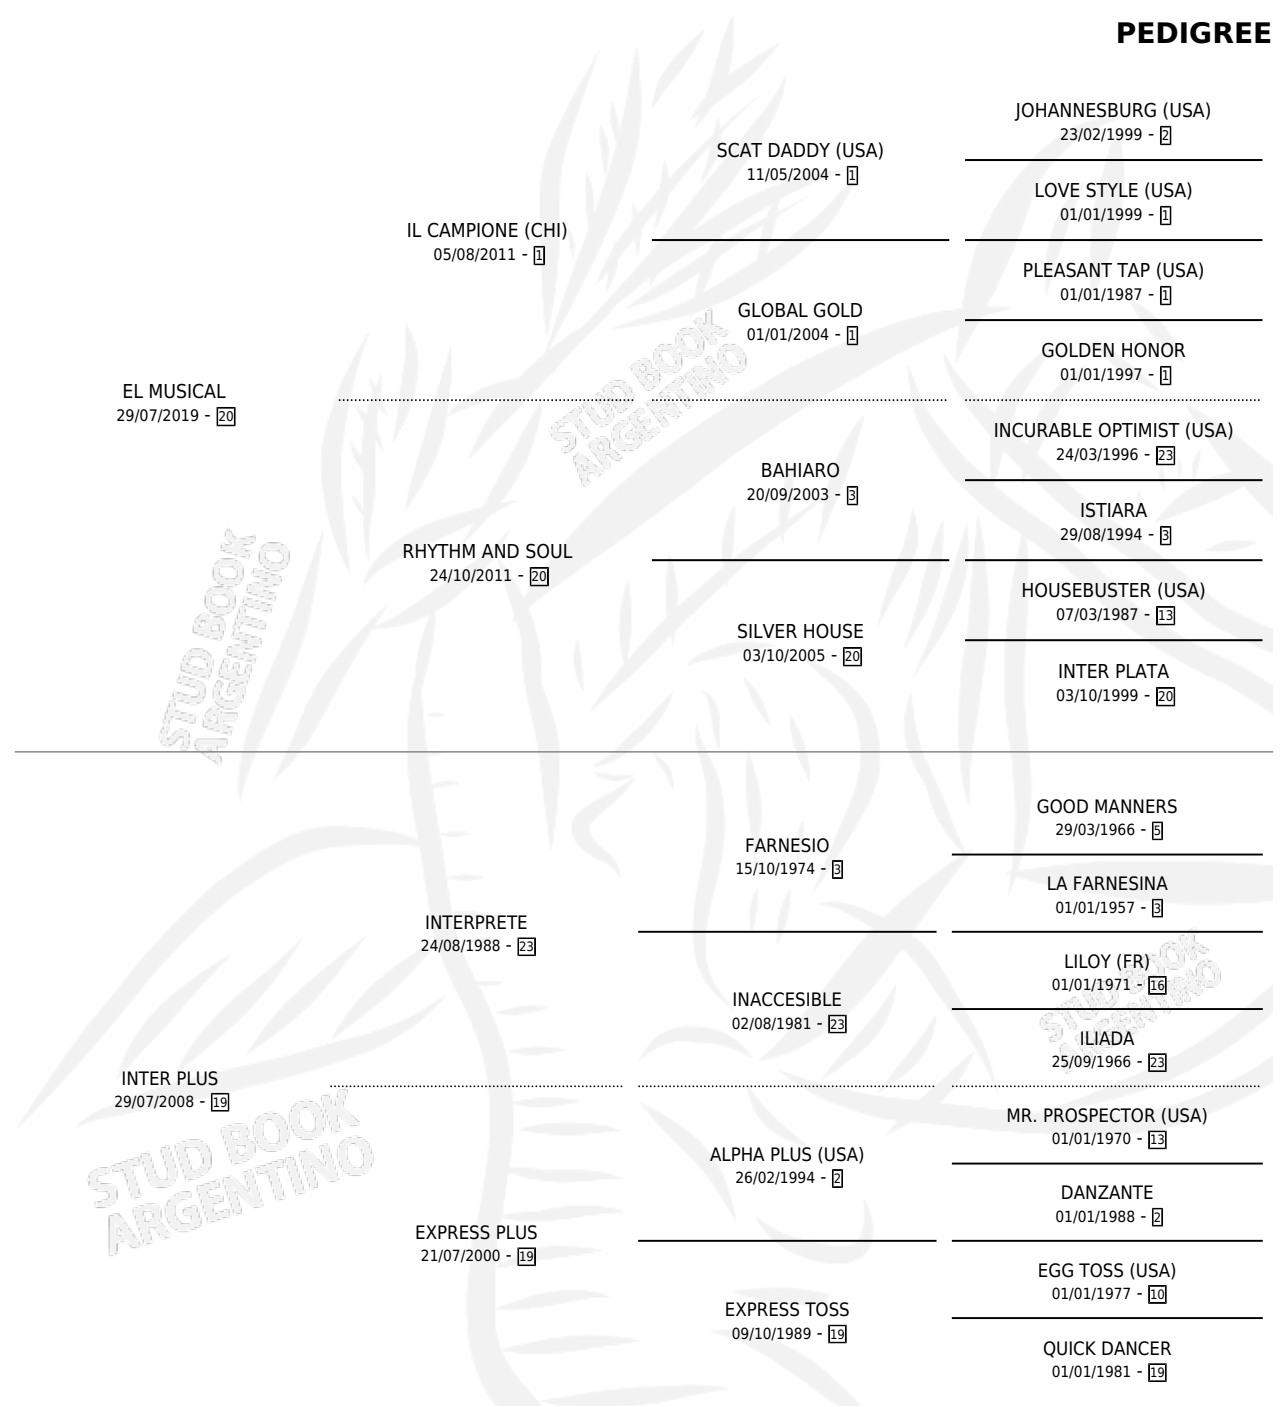 PEDIGREE
JOHANNESBURG (USA)
23/02/1999 - 2
SCAT DADDY (USA)
11/05/2004 - 1
LOVE STYLE (USA)
01/01/1999 - 1
IL CAMPIONE (CHI)
05/08/2011 - 1
PLEASANT TAP (USA)
01/01/1987 - 1
GLOBAL GOLD
01/01/2004 - 1
GOLDEN HONOR
01/01/1997 - 1
EL MUSICAL
29/07/2019 - 20
INCURABLE OPTIMIST (USA)
24/03/1996 - 23
BAHIARO
20/09/2003 - 3
ISTIARA
29/08/1994 - 3
RHYTHM AND SOUL
24/10/2011 - 20
HOUSEBUSTER (USA)
07/03/1987 - 13
SILVER HOUSE
03/10/2005 - 20
INTER PLATA
03/10/1999 - 20
GOOD MANNERS
29/03/1966 - 5
FARNESIO
15/10/1974 - 3
LA FARNESINA
01/01/1957 - 3
INTERPRETE
24/08/1988 - 23
LILOY (FR)
01/01/1971 - 16
INACCESIBLE
02/08/1981 - 23
ILIADA
25/09/1966 - 23
INTER PLUS
29/07/2008 - 19
MR. PROSPECTOR (USA)
01/01/1970 - 13
ALPHA PLUS (USA)
26/02/1994 - 2
DANZANTE
01/01/1988 - 2
EXPRESS PLUS
21/07/2000 - 19
EGG TOSS (USA)
01/01/1977 - 10
EXPRESS TOSS
09/10/1989 - 19
QUICK DANCER
01/01/1981 - 19
STUD BOOK
ARGENTINO
STUD BOOK
ARGENTINO
STUD BOOK
ARGENTINO
STUD BOOK
ARGENTINO